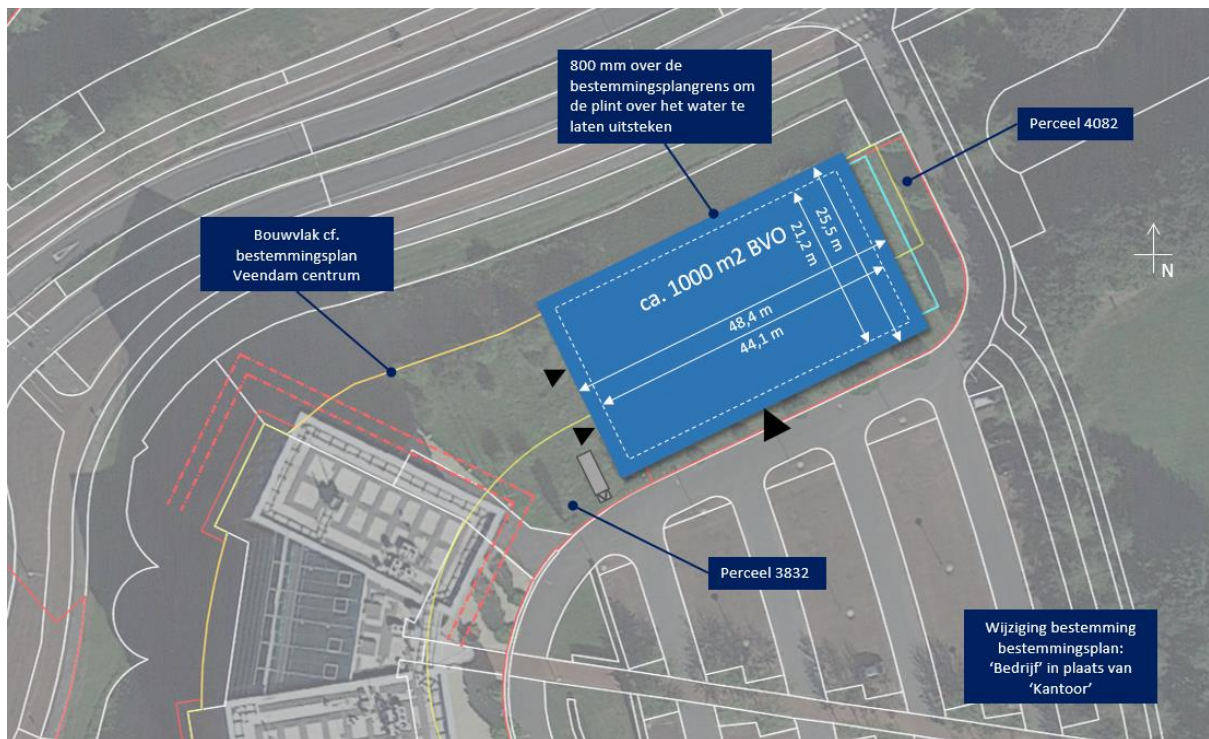 800 mm over de
bestemmingsplangrens om
de plint over het water te
laten uitsteken
Perceel 4082
Bouwvlak cf.
bestemmingsplan
Veendam centrum
N
ca. 1000 m2 BVO
25,5 m
21,2 m
48,4 m
44,1 m
Perceel 3832
Wijziging bestemming
bestemmingsplan:
‘Bedrijf’ in plaats van
‘Kantoor’